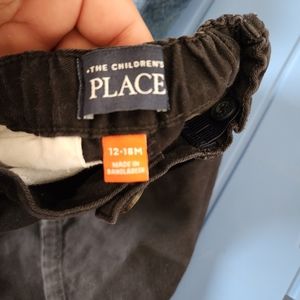 THE CHILDREN'S
PLACE
12-18M
MADE IN
BANGLADESH